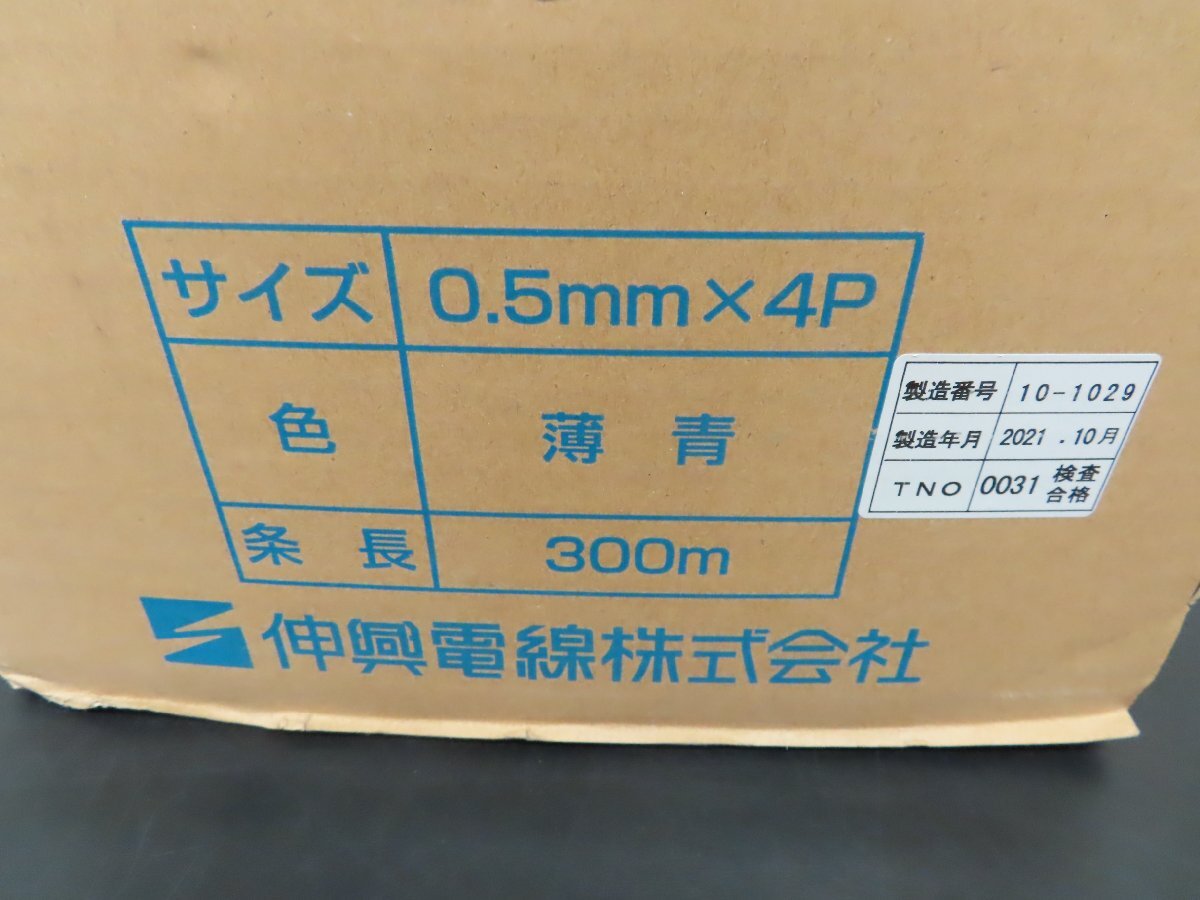 サイズ 0.5mm×4P
色 薄青
条長 300m
伸興電線株式会社
製造番号 10-1029
製造年月 2021.10月
TNO 0031 検査合格